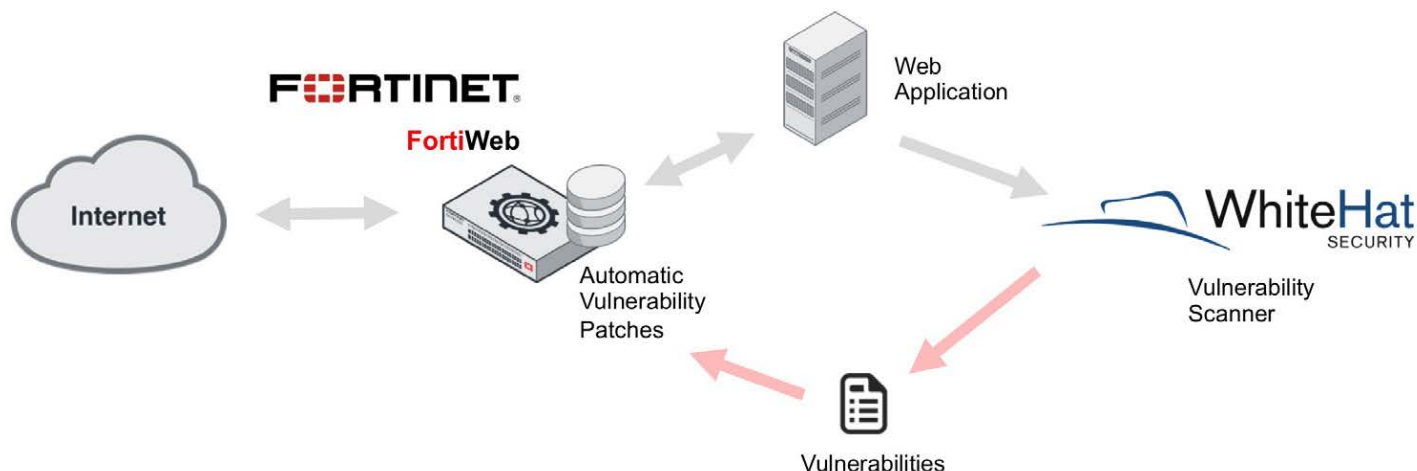 FORTINET®
FortiWeb
Internet
Web
Application
WhiteHat
SECURITY
Automatic
Vulnerability
Patches
Vulnerability
Scanner
Vulnerabilities